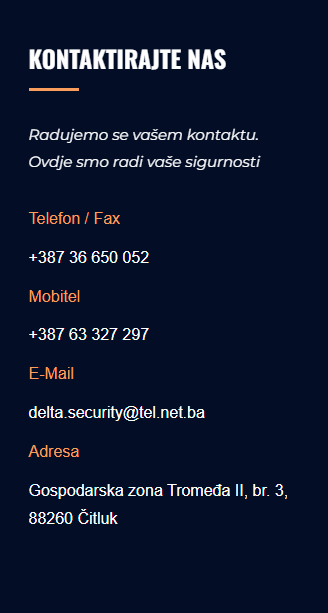 KONTAKTIRAJTE NAS
Radujemo se vašem kontaktu.
Ovdje smo radi vaše sigurnosti
Telefon / Fax
+387 36 650 052
Mobitel
+387 63 327 297
E-Mail
delta.security@tel.net.ba
Adresa
Gospodarska zona Tromeđa II, br. 3,
88260 Čitluk